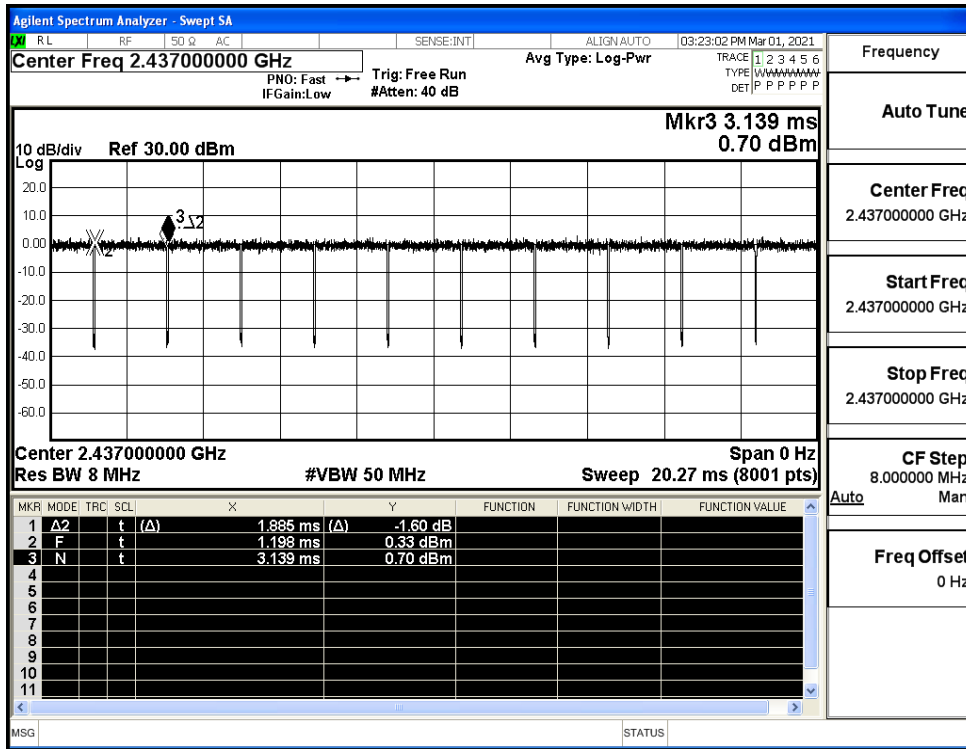 Agilent Spectrum Analyzer - Swept SA
LXI RL RF 50 Ω AC SENSE:INT ALIGN AUTO 03:23:02 PM Mar 01, 2021
Center Freq 2.437000000 GHz
Avg Type: Log-Pwr
TRACE 1 2 3 4 5 6
PNO: Fast Trig: Free Run
TYPE WWWWWW
IFGain:Low #Atten: 40 dB
DET P P P P P P
Mkr3 3.139 ms
10 dB/div Ref 30.00 dBm 0.70 dBm
Log
20.0
10.0
3 Δ2
0.00
2
-10.0
-20.0
-30.0
-40.0
-50.0
-60.0
Center 2.437000000 GHz Span 0 Hz
Res BW 8 MHz #VBW 50 MHz Sweep 20.27 ms (8001 pts)
MKR MODE TRC SCL X Y FUNCTION FUNCTION WIDTH FUNCTION VALUE
1 Δ2 t (Δ) 1.885 ms (Δ) -1.60 dB
2 F t 1.198 ms 0.33 dBm
3 N t 3.139 ms 0.70 dBm
4
5
6
7
8
9
10
11
MSG STATUS
Frequency
Auto Tune
Center Freq
2.437000000 GHz
Start Freq
2.437000000 GHz
Stop Freq
2.437000000 GHz
CF Step
8.000000 MHz
Auto Man
Freq Offset
0 Hz